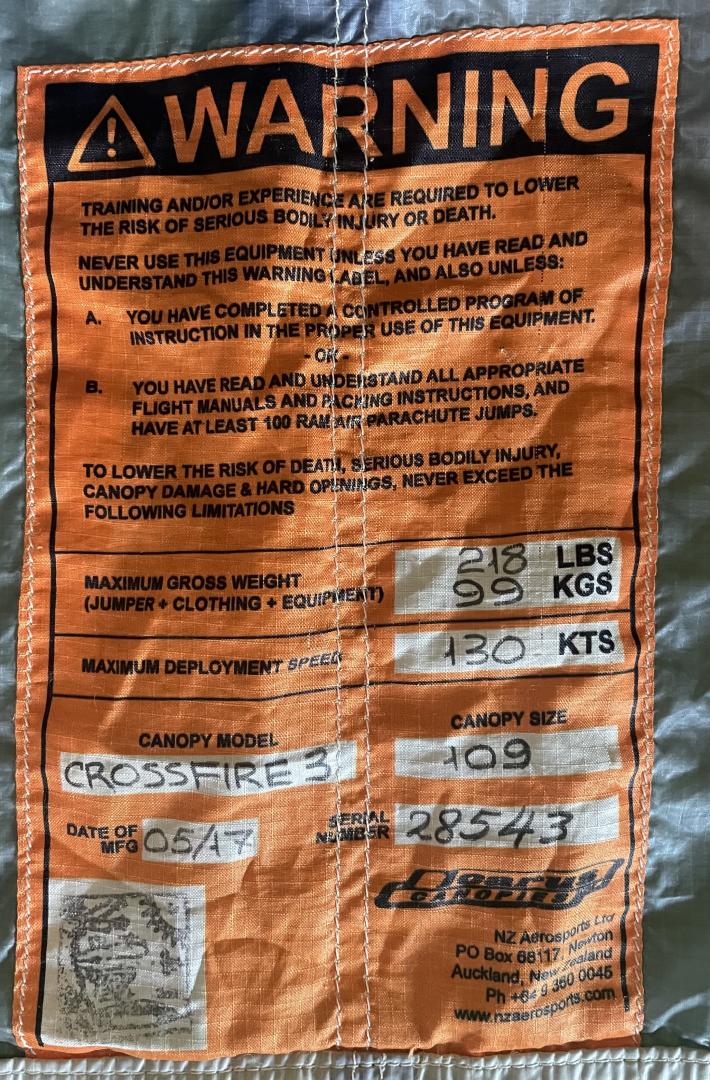 WARNING
TRAINING AND/OR EXPERIENCE ARE REQUIRED TO LOWER
THE RISK OF SERIOUS BODILY INJURY OR DEATH.
NEVER USE THIS EQUIPMENT UNLESS YOU HAVE READ AND
UNDERSTAND THIS WARNING LABEL, AND ALSO UNLESS:
A. YOU HAVE COMPLETED A CONTROLLED PROGRAM OF
INSTRUCTION IN THE PROPER USE OF THIS EQUIPMENT.
- OR -
B. YOU HAVE READ AND UNDERSTAND ALL APPROPRIATE
FLIGHT MANUALS AND PACKING INSTRUCTIONS, AND
HAVE AT LEAST 100 RAM AIR PARACHUTE JUMPS.
TO LOWER THE RISK OF DEATH, SERIOUS BODILY INJURY,
CANOPY DAMAGE & HARD OPENINGS, NEVER EXCEED THE
FOLLOWING LIMITATIONS
MAXIMUM GROSS WEIGHT 218 LBS
(JUMPER + CLOTHING + EQUIPMENT) 99 KGS
MAXIMUM DEPLOYMENT SPEED 130 KTS
CANOPY MODEL CANOPY SIZE
CROSSFIRE 3 109
DATE OF MFG 05/17 SERIAL NUMBER 28543
Icarus
CANOPIES
NZ Aerosports Ltd
PO Box 68117, Newton
Auckland, New Zealand
Ph +64 9 360 0045
www.nzaerosports.com